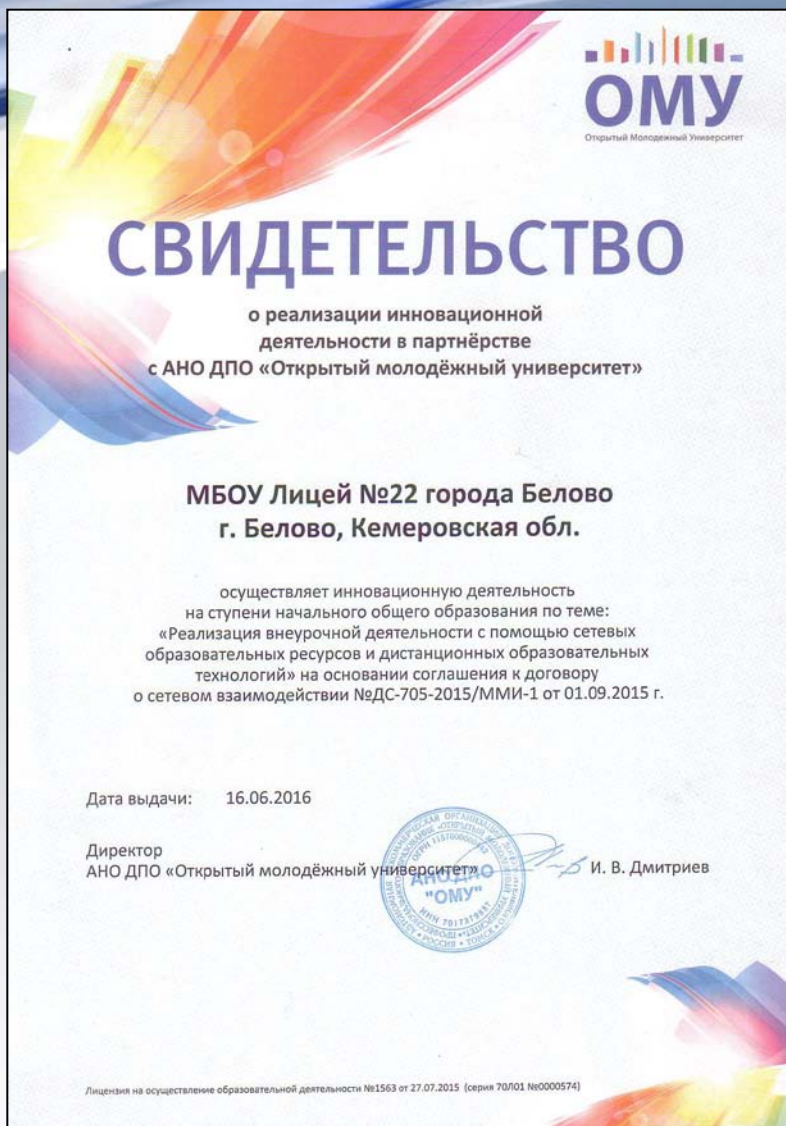 ОМУ
Открытый Молодежный Университет
СВИДЕТЕЛЬСТВО
о реализации инновационной
деятельности в партнёрстве
с АНО ДПО «Открытый молодёжный университет»
МБОУ Лицей №22 города Белово
г. Белово, Кемеровская обл.
осуществляет инновационную деятельность
на ступени начального общего образования по теме:
«Реализация внеурочной деятельности с помощью сетевых
образовательных ресурсов и дистанционных образовательных
технологий» на основании соглашения к договору
о сетевом взаимодействии №ДС-705-2015/ММИ-1 от 01.09.2015 г.
Дата выдачи: 16.06.2016
Директор
АНО ДПО «Открытый молодёжный университет» И. В. Дмитриев
АНО ДПО
"ОМУ"
РОССИЯ • ТОМСК
Лицензия на осуществление образовательной деятельности №1563 от 27.07.2015 (серия 70Л01 №0000574)